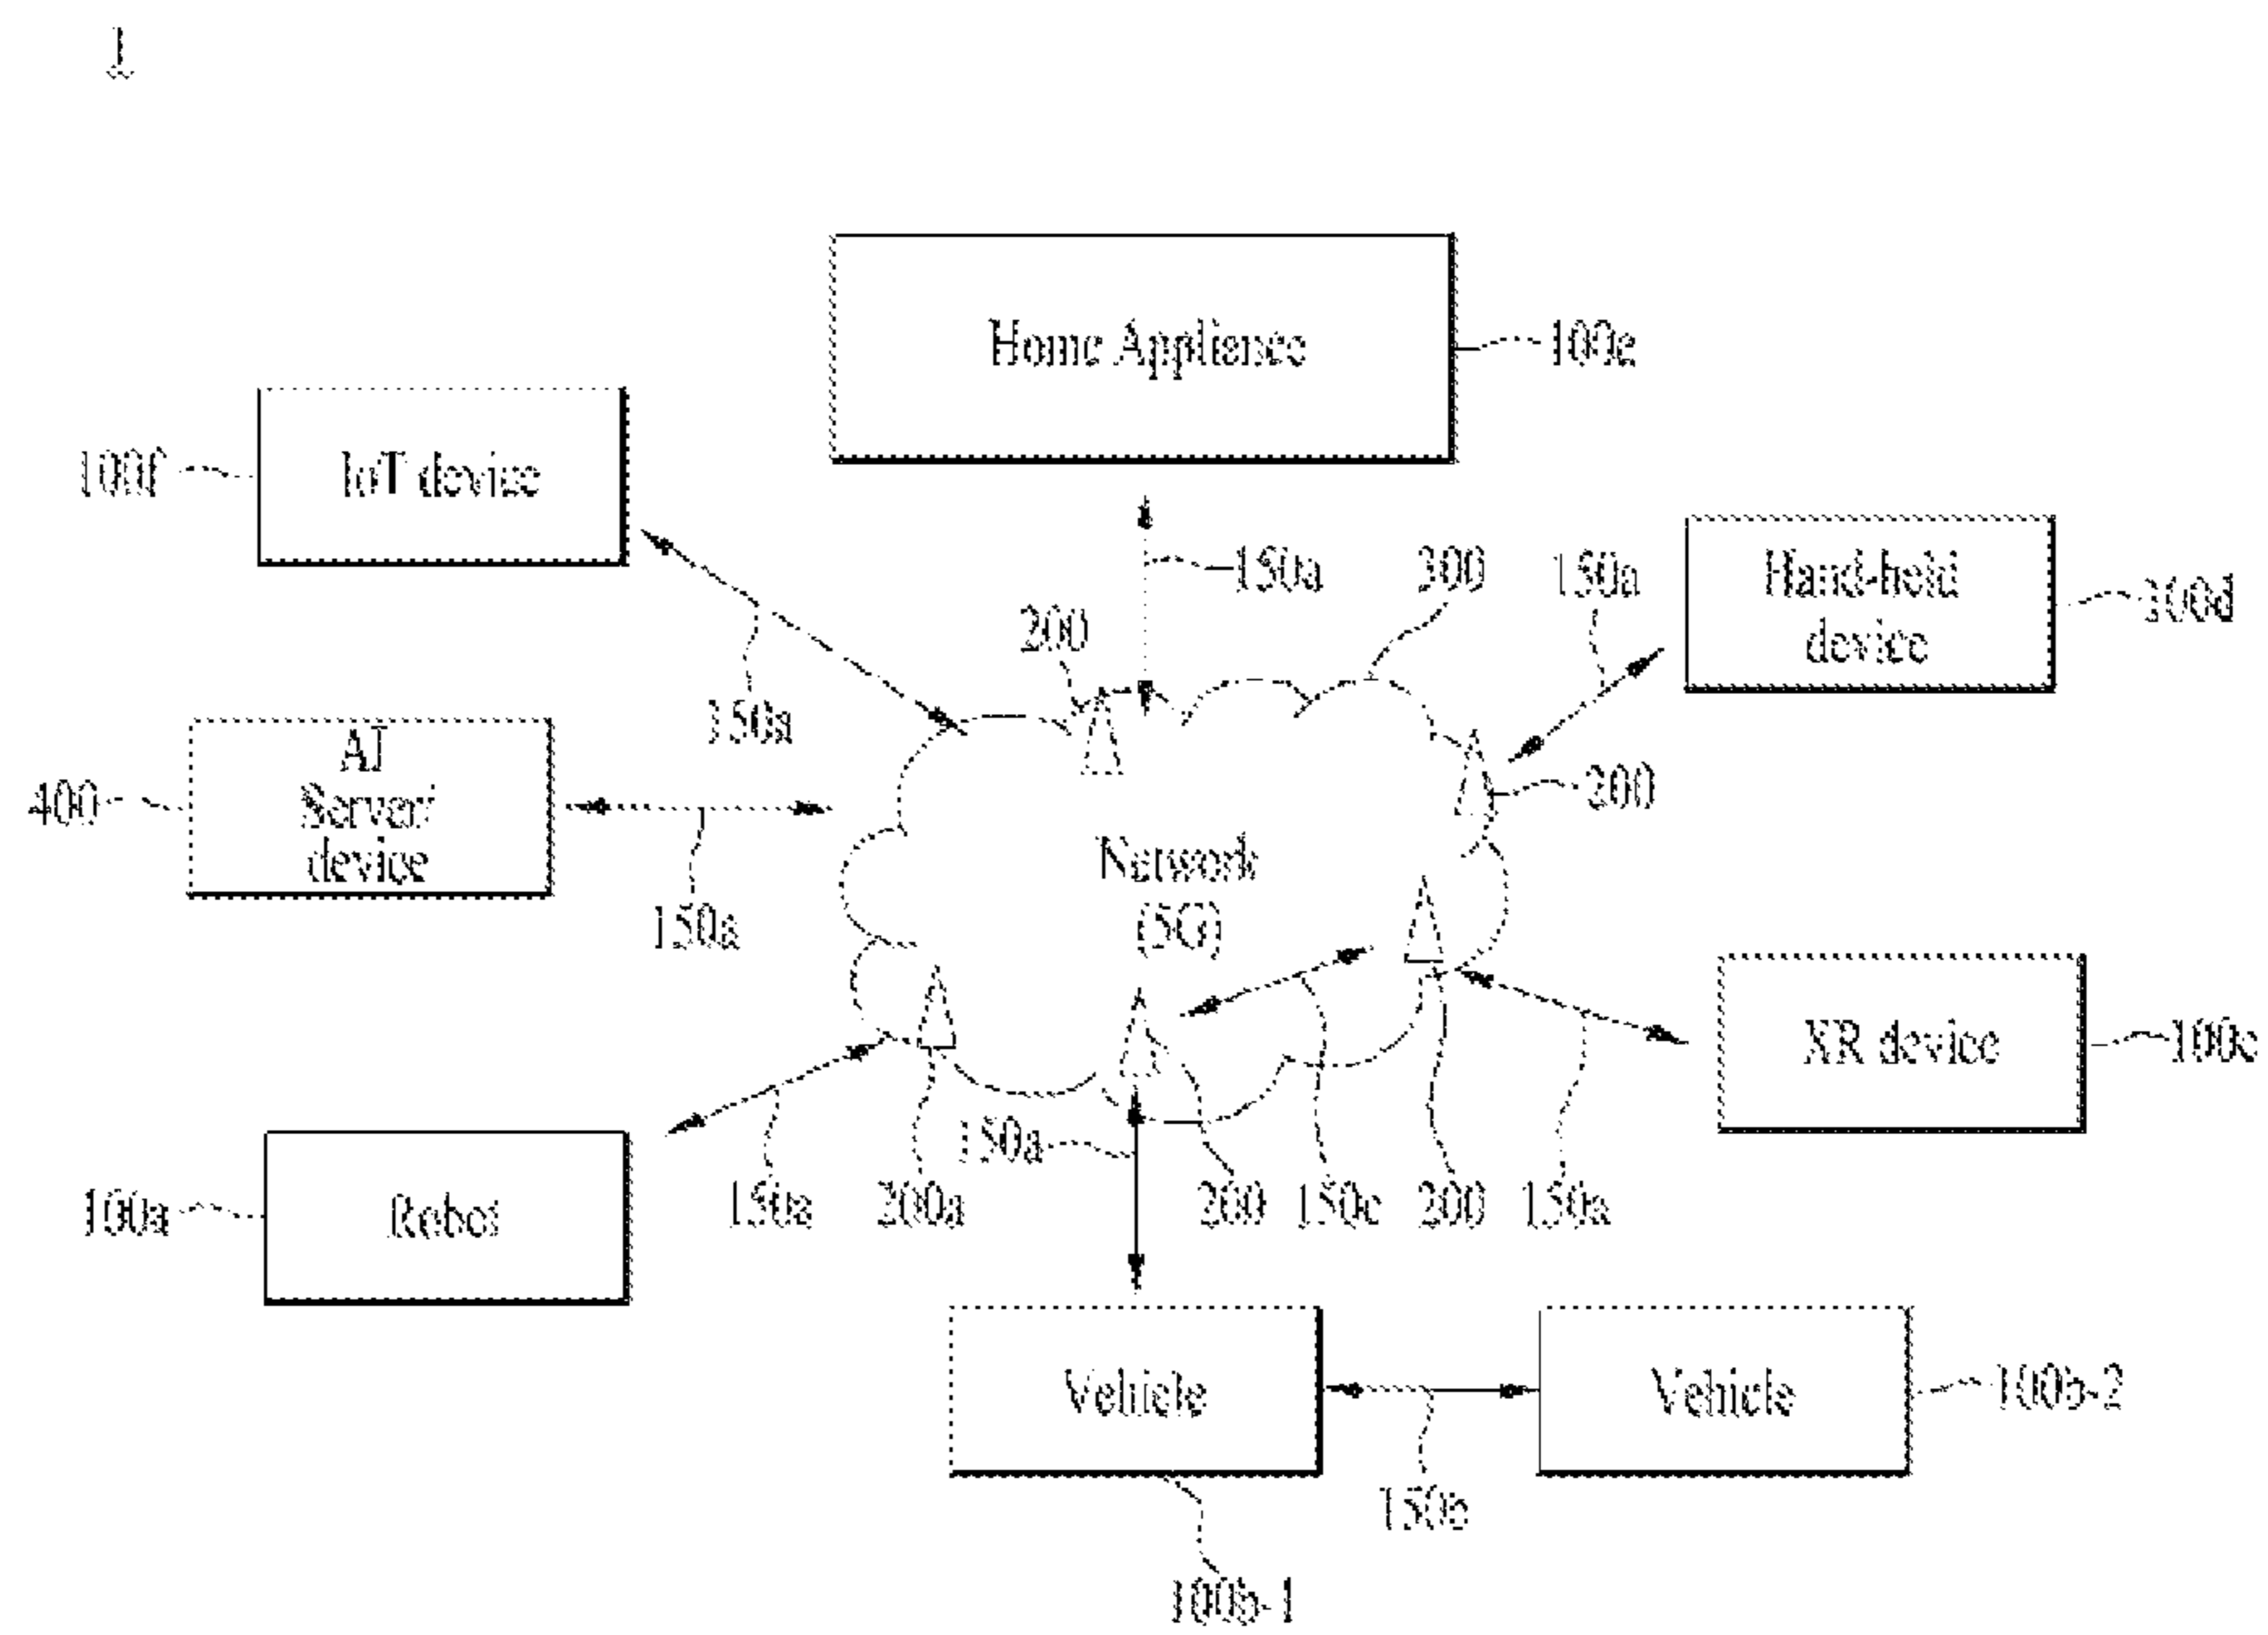 1
Home Appliance
100e
IoT device
100f
150a
300
150a
Hand-held
device
100d
200
150a
AI
Server/
device
400
200
Network
(5G)
150a
XR device
100c
150a
Robot
100a
150a
200a
200
150c
200
150a
Vehicle
Vehicle
100b-2
150b
100b-1